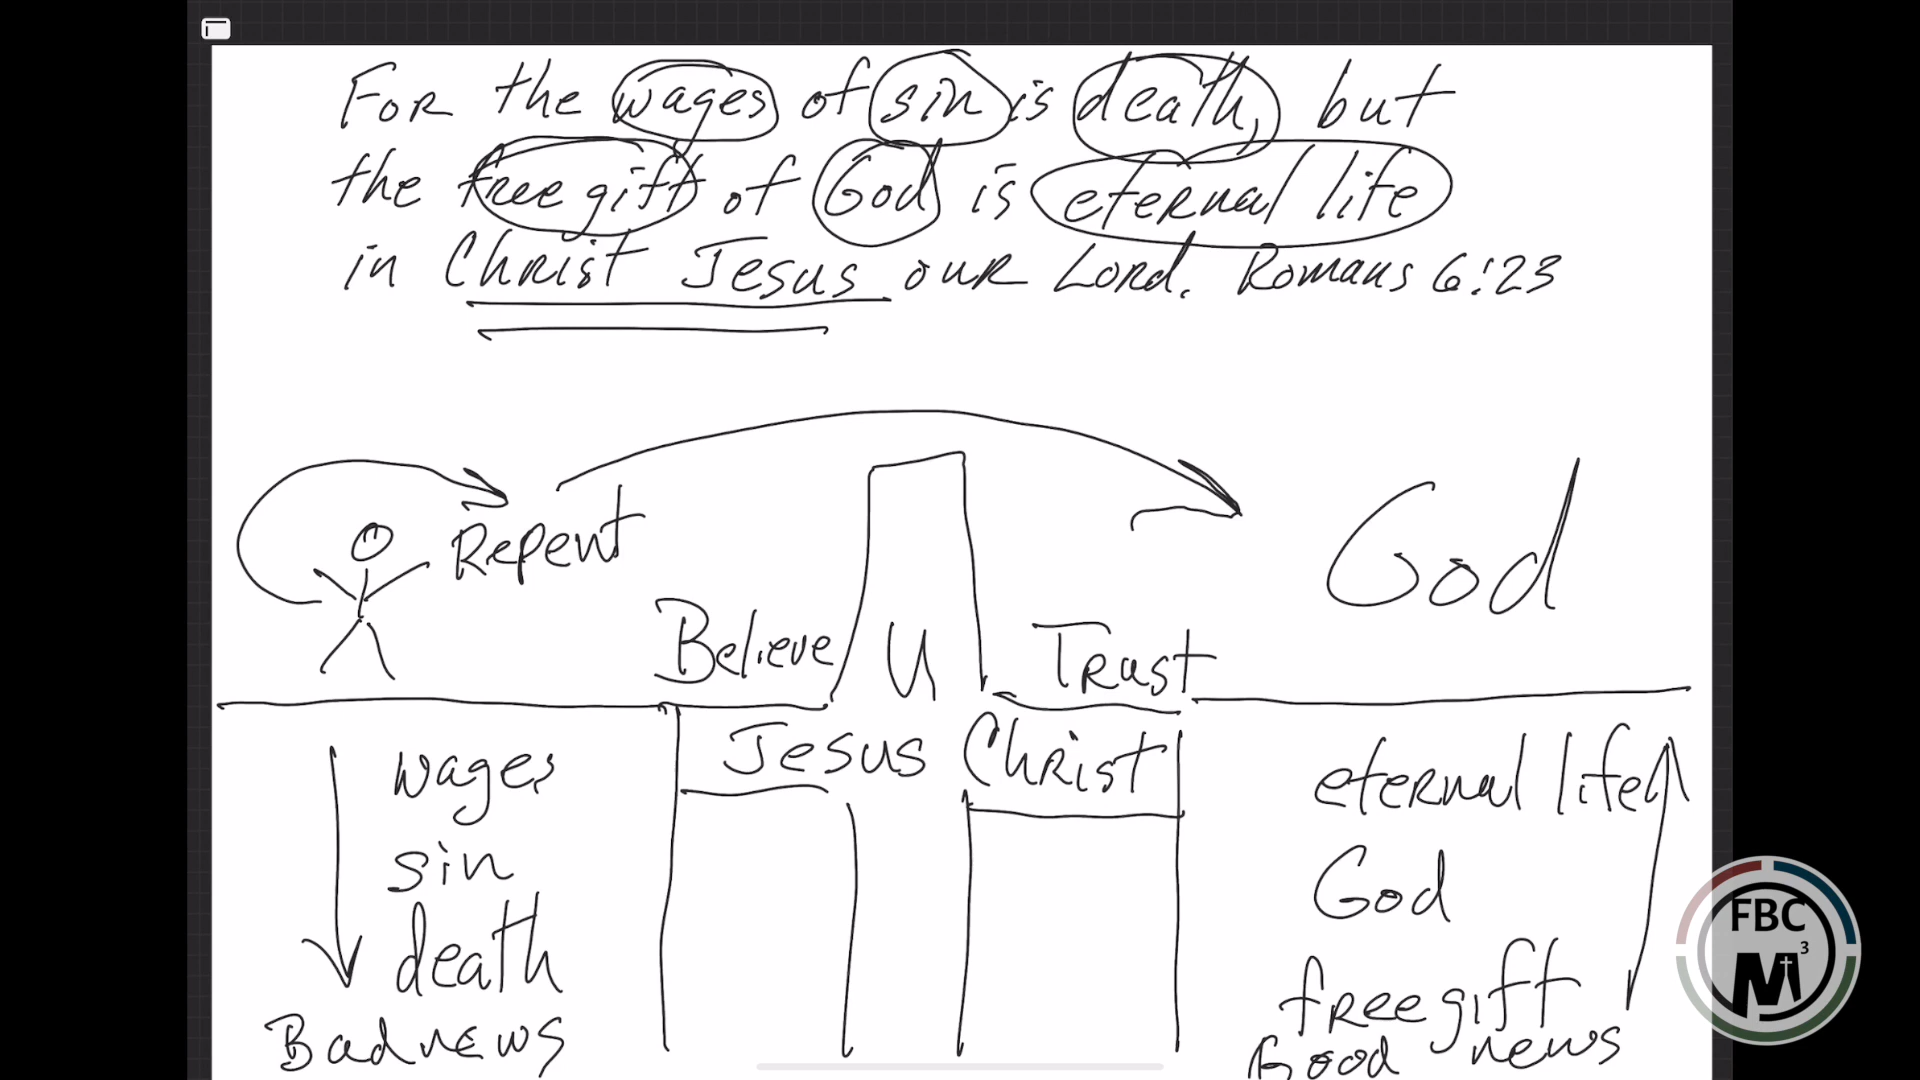 For the wages of sin is death, but
the free gift of God is eternal life
in Christ Jesus our Lord. Romans 6:23
Repent
God
Believe
U
Trust
Jesus Christ
wages
sin
death
Bad news
eternal life
God
free gift
Good news
FBC
M3